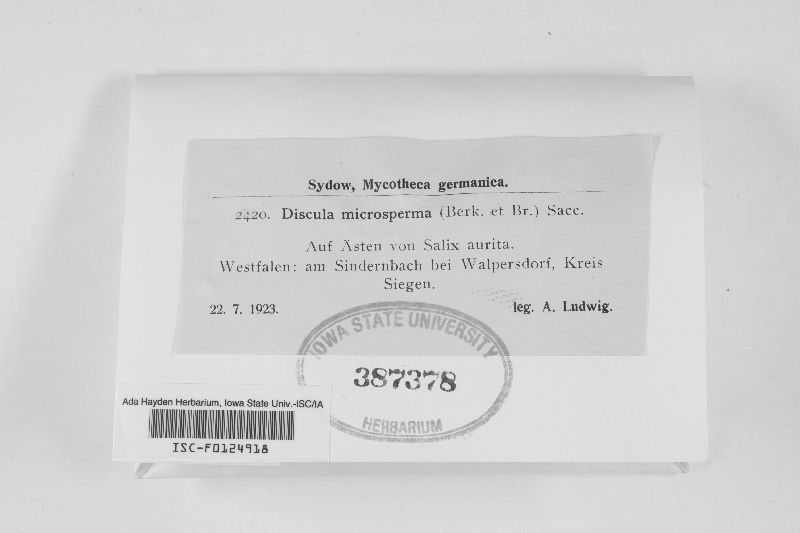 Sydow, Mycotheca germanica.
2420. Discula microsperma (Berk. et Br.) Sacc.
Auf Ästen von Salix aurita.
Westfalen: am Sindernbach bei Walpersdorf, Kreis
Siegen.
22. 7. 1923. leg. A. Ludwig.
IOWA STATE UNIVERSITY
387378
HERBARIUM
Ada Hayden Herbarium, Iowa State Univ.-ISC/IA
ISC-F0124918